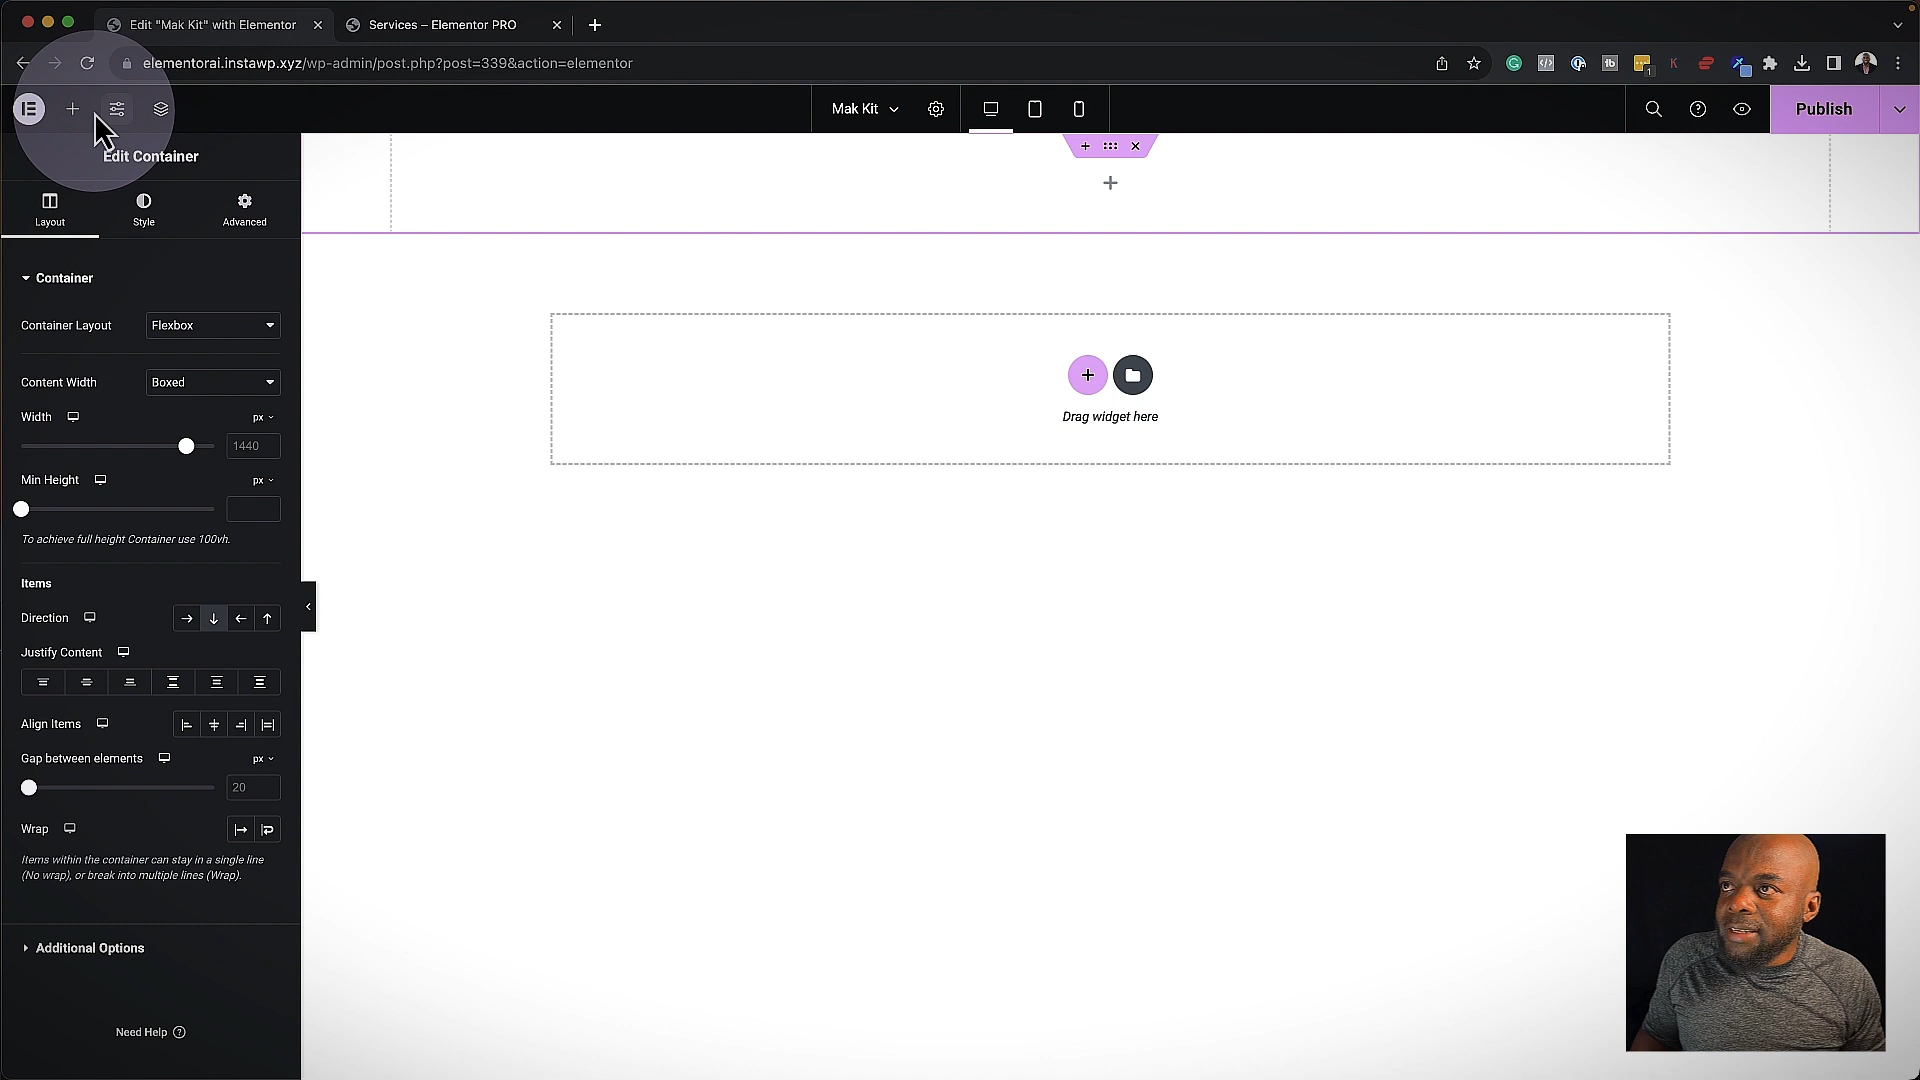 Edit "Mak Kit" with Elementor
Services – Elementor PRO
elementorai.instawp.xyz/wp-admin/post.php?post=339&action=elementor
Mak Kit
Publish
Edit Container
Layout
Style
Advanced
Container
Container Layout
Flexbox
Content Width
Boxed
Width
px
1440
Min Height
px
To achieve full height Container use 100vh.
Items
Direction
Justify Content
Align Items
Gap between elements
px
20
Wrap
Items within the container can stay in a single line
(No wrap), or break into multiple lines (Wrap).
Additional Options
Need Help
Drag widget here